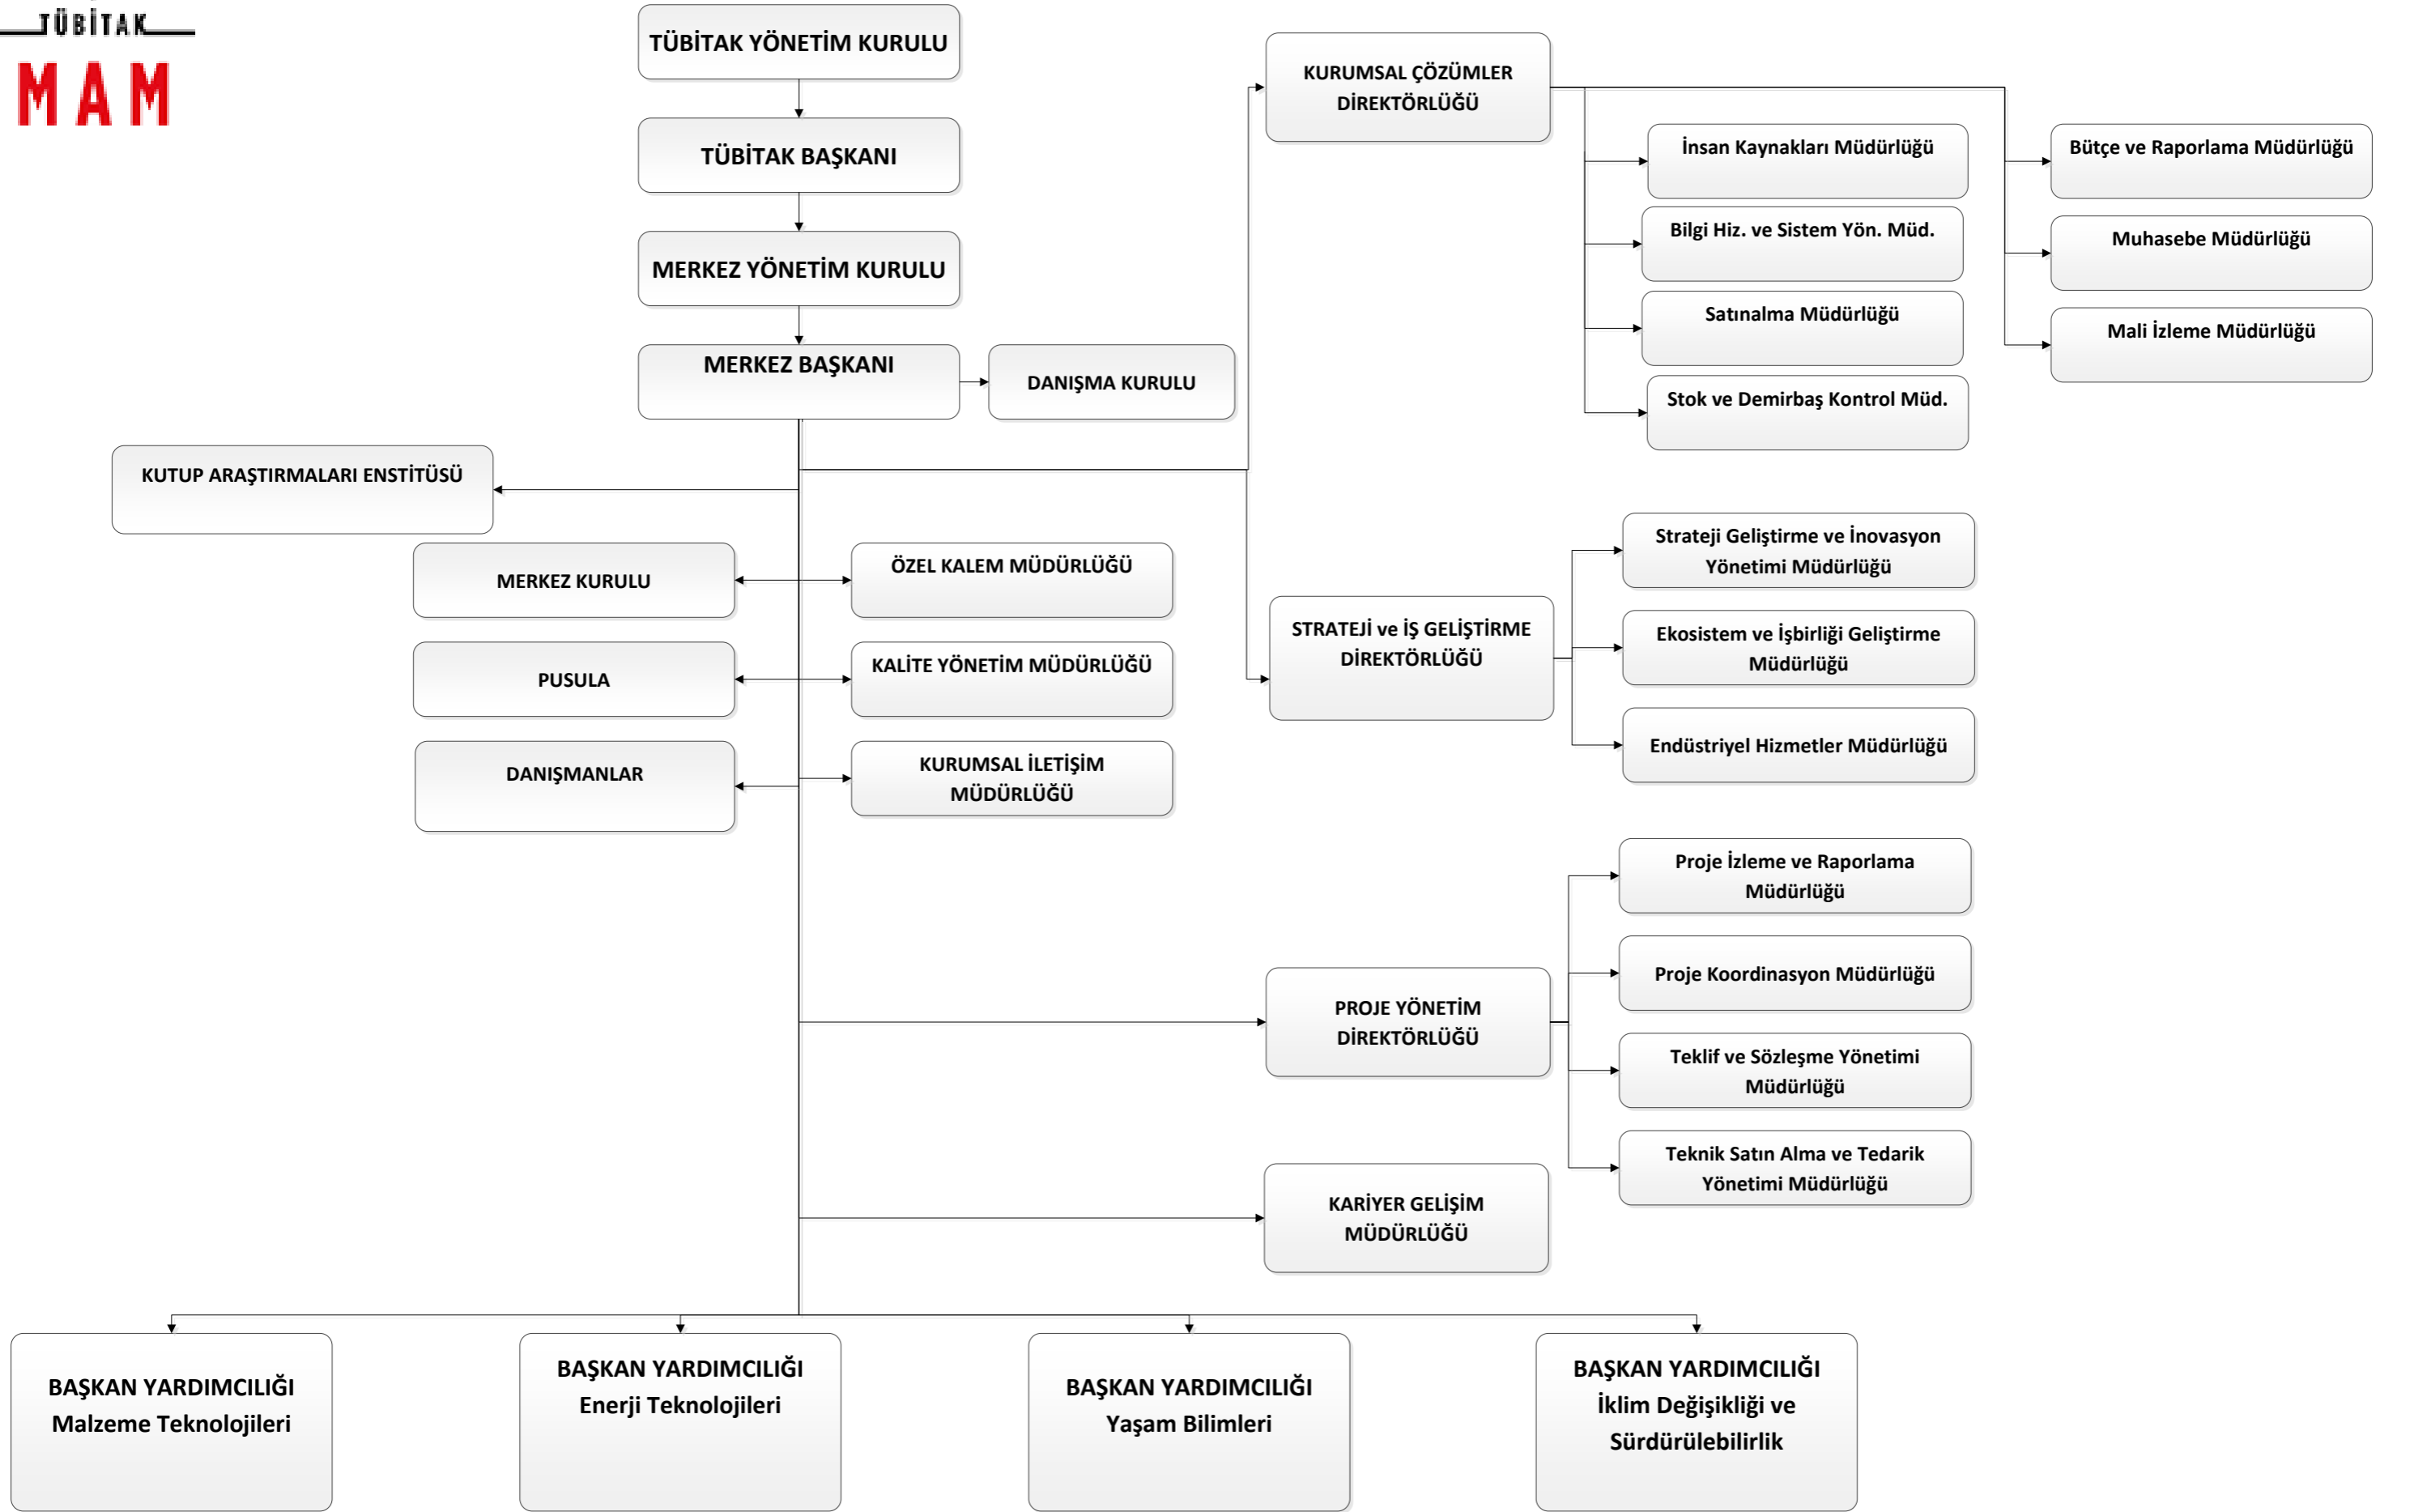 TÜBİTAK
MAM
TÜBİTAK YÖNETİM KURULU
TÜBİTAK BAŞKANI
MERKEZ YÖNETİM KURULU
MERKEZ BAŞKANI
DANIŞMA KURULU
KUTUP ARAŞTIRMALARI ENSTİTÜSÜ
MERKEZ KURULU
ÖZEL KALEM MÜDÜRLÜĞÜ
PUSULA
KALİTE YÖNETİM MÜDÜRLÜĞÜ
DANIŞMANLAR
KURUMSAL İLETİŞİM
MÜDÜRLÜĞÜ
KURUMSAL ÇÖZÜMLER
DİREKTÖRLÜĞÜ
İnsan Kaynakları Müdürlüğü
Bilgi Hiz. ve Sistem Yön. Müd.
Satınalma Müdürlüğü
Stok ve Demirbaş Kontrol Müd.
Bütçe ve Raporlama Müdürlüğü
Muhasebe Müdürlüğü
Mali İzleme Müdürlüğü
STRATEJİ ve İŞ GELİŞTİRME
DİREKTÖRLÜĞÜ
Strateji Geliştirme ve İnovasyon
Yönetimi Müdürlüğü
Ekosistem ve İşbirliği Geliştirme
Müdürlüğü
Endüstriyel Hizmetler Müdürlüğü
PROJE YÖNETİM
DİREKTÖRLÜĞÜ
Proje İzleme ve Raporlama
Müdürlüğü
Proje Koordinasyon Müdürlüğü
Teklif ve Sözleşme Yönetimi
Müdürlüğü
Teknik Satın Alma ve Tedarik
Yönetimi Müdürlüğü
KARİYER GELİŞİM
MÜDÜRLÜĞÜ
BAŞKAN YARDIMCILIĞI
Malzeme Teknolojileri
BAŞKAN YARDIMCILIĞI
Enerji Teknolojileri
BAŞKAN YARDIMCILIĞI
Yaşam Bilimleri
BAŞKAN YARDIMCILIĞI
İklim Değişikliği ve
Sürdürülebilirlik